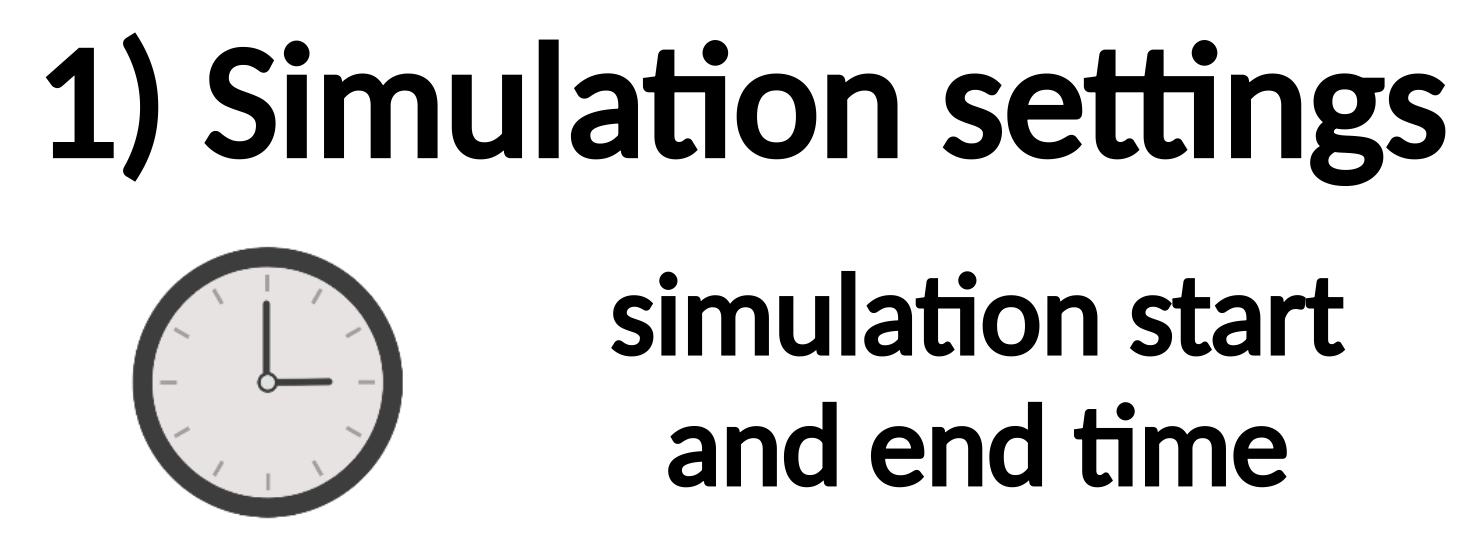 1) Simulation settings
simulation start
and end time